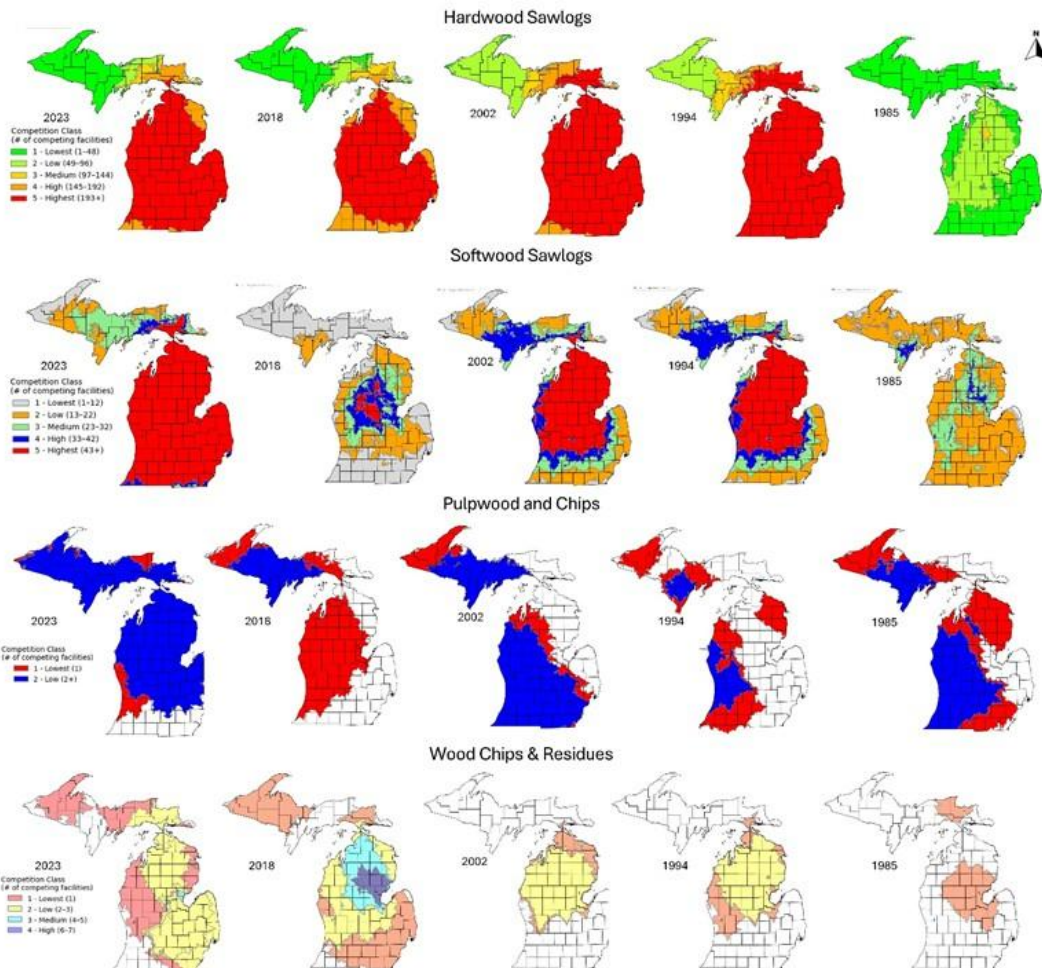 Hardwood Sawlogs
N
2023
2018
2002
1994
1985
Competition Class
(# of competing facilities)
1 - Lowest (1-48)
2 - Low (49-96)
3 - Medium (97-144)
4 - High (145-192)
5 - Highest (193+)
Softwood Sawlogs
2023
2018
2002
1994
1985
Competition Class
(# of competing facilities)
1 - Lowest (1-12)
2 - Low (13-22)
3 - Medium (23-32)
4 - High (33-42)
5 - Highest (43+)
Pulpwood and Chips
2023
2018
2002
1994
1985
Competition Class
(# of competing facilities)
1 - Lowest (1)
2 - Low (2+)
Wood Chips & Residues
2023
2018
2002
1994
1985
Competition Class
(# of competing facilities)
1 - Lowest (1)
2 - Low (2-3)
3 - Medium (4-5)
4 - High (6-7)